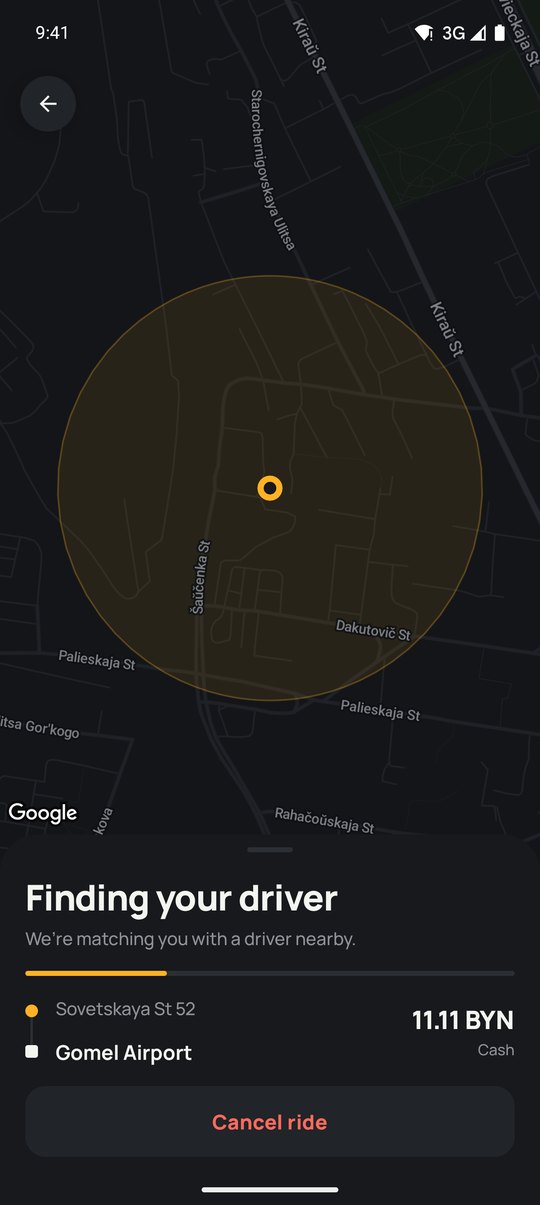 9:41
3G
Kiraŭ St
Starochernigovskaya Ulitsa
Kiraŭ St
Šaŭčenka St
Dakutovič St
Palieskaja St
Palieskaja St
itsa Gor'kogo
Google
kova
Rahačoŭskaja St
Finding your driver
We're matching you with a driver nearby.
Sovetskaya St 52
11.11 BYN
Gomel Airport
Cash
Cancel ride